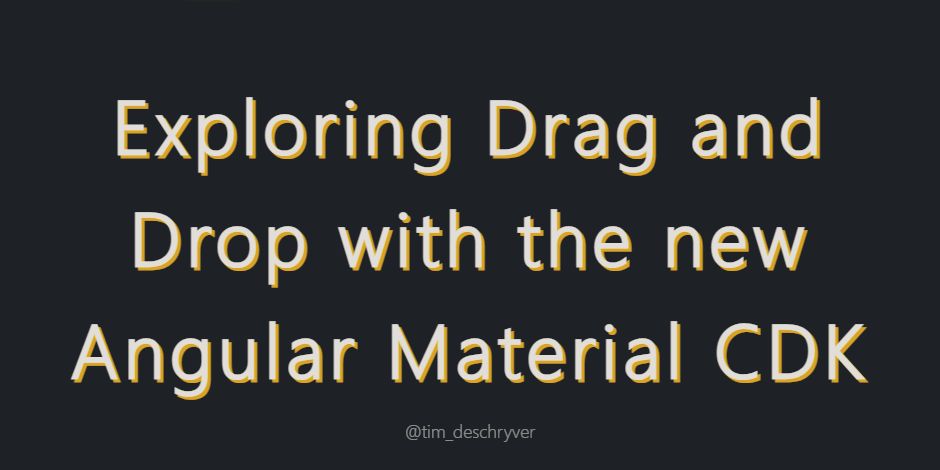 Exploring Drag and
Drop with the new
Angular Material CDK
@tim_deschryver